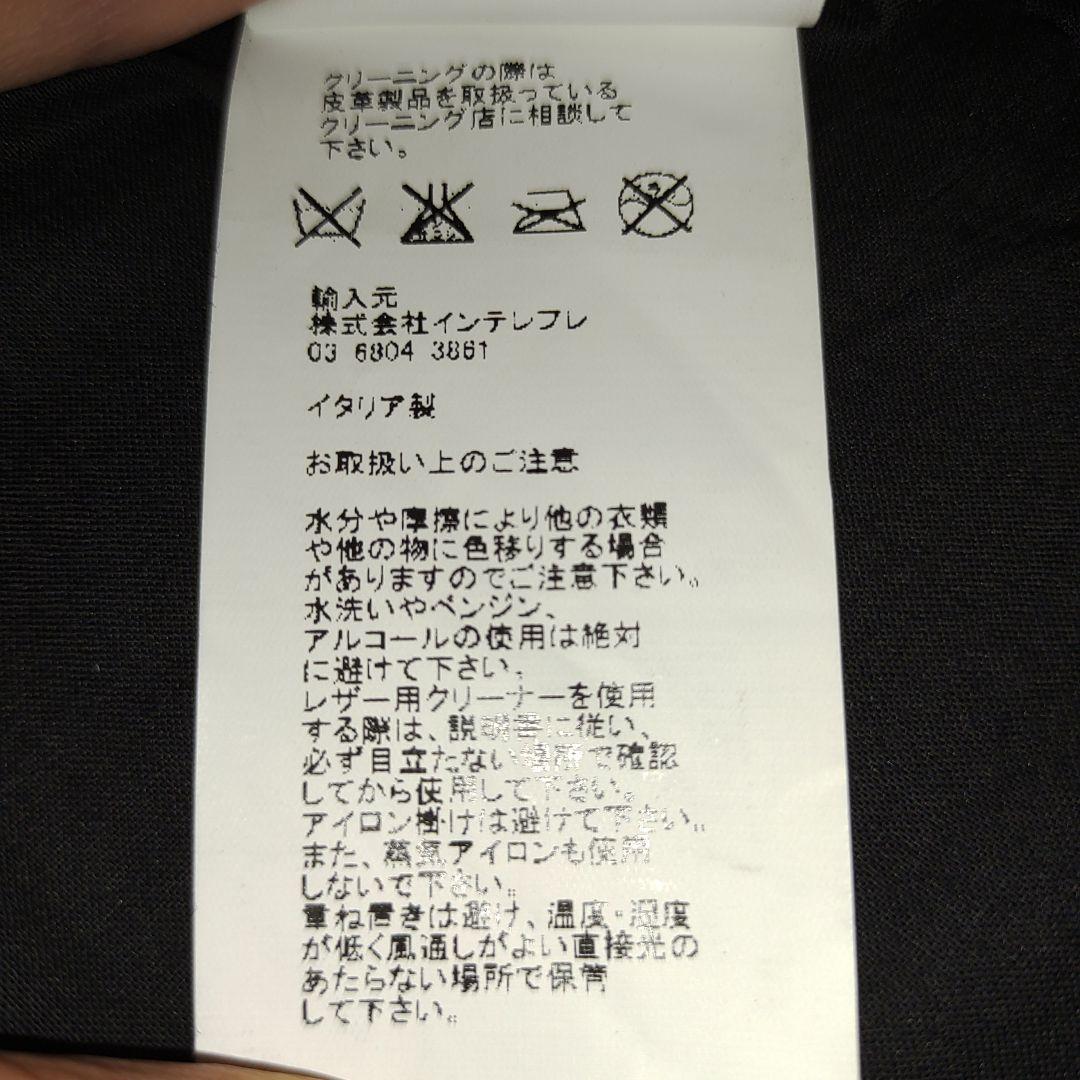 クリーニングの際は
皮革製品を取扱っている
クリーニング店に相談して
下さい。
輸入元
株式会社インテレフレ
03 6804 3861
イタリア製
お取扱い上のご注意
水分や摩擦により他の衣類
や他の物に色移りする場合
がありますのでご注意下さい。
水洗いやベンジン、
アルコールの使用は絶対
に避けて下さい。
レザー用クリーナーを使用
する際は、説明書に従い、
必ず目立たない場所で確認
してから使用して下さい。
アイロン掛けは避けて下さい。
また、蒸気アイロンも使用
しないで下さい。
重ね置きは避け、温度・湿度
が低く風通しがよい直接光の
あたらない場所で保管
して下さい。